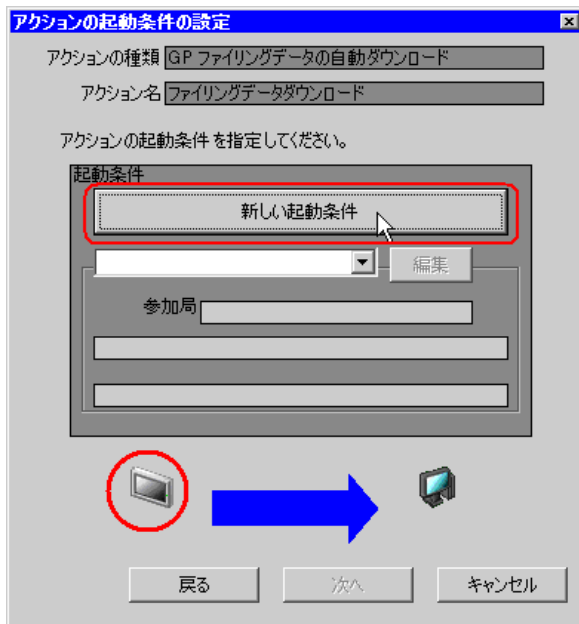 アクションの起動条件の設定
アクションの種類 GP ファイリングデータの自動ダウンロード
アクション名 ファイリングデータダウンロード
アクションの起動条件 を指定してください。
起動条件
新しい起動条件
編集
参加局
戻る 次へ キャンセル